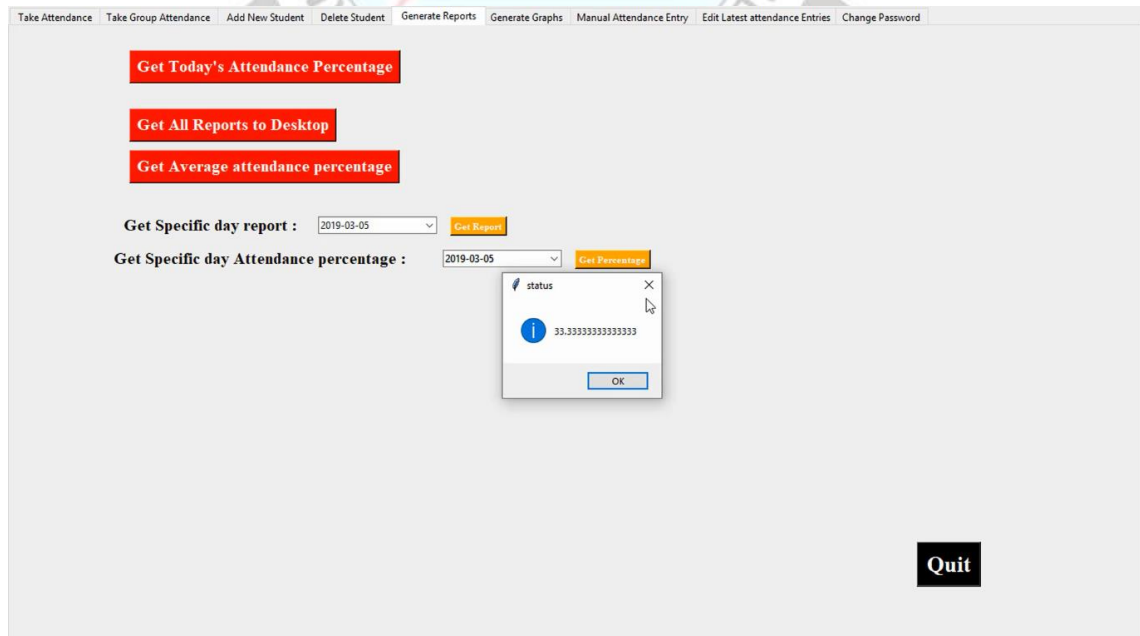 Take Attendance Take Group Attendance Add New Student Delete Student Generate Reports Generate Graphs Manual Attendance Entry Edit Latest attendance Entries Change Password
Get Today's Attendance Percentage
Get All Reports to Desktop
Get Average attendance percentage
Get Specific day report : 2019-03-05 Get Report
Get Specific day Attendance percentage : 2019-03-05 Get Percentage
status
33.33333333333333
OK
Quit